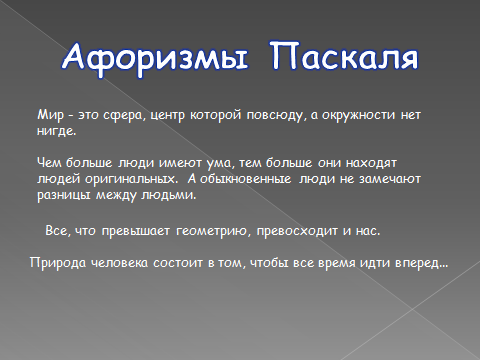 Афоризмы Паскаля
Мир - это сфера, центр которой повсюду, а окружности нет
нигде.
Чем больше люди имеют ума, тем больше они находят
людей оригинальных. А обыкновенные люди не замечают
разницы между людьми.
Все, что превышает геометрию, превосходит и нас.
Природа человека состоит в том, чтобы все время идти вперед...